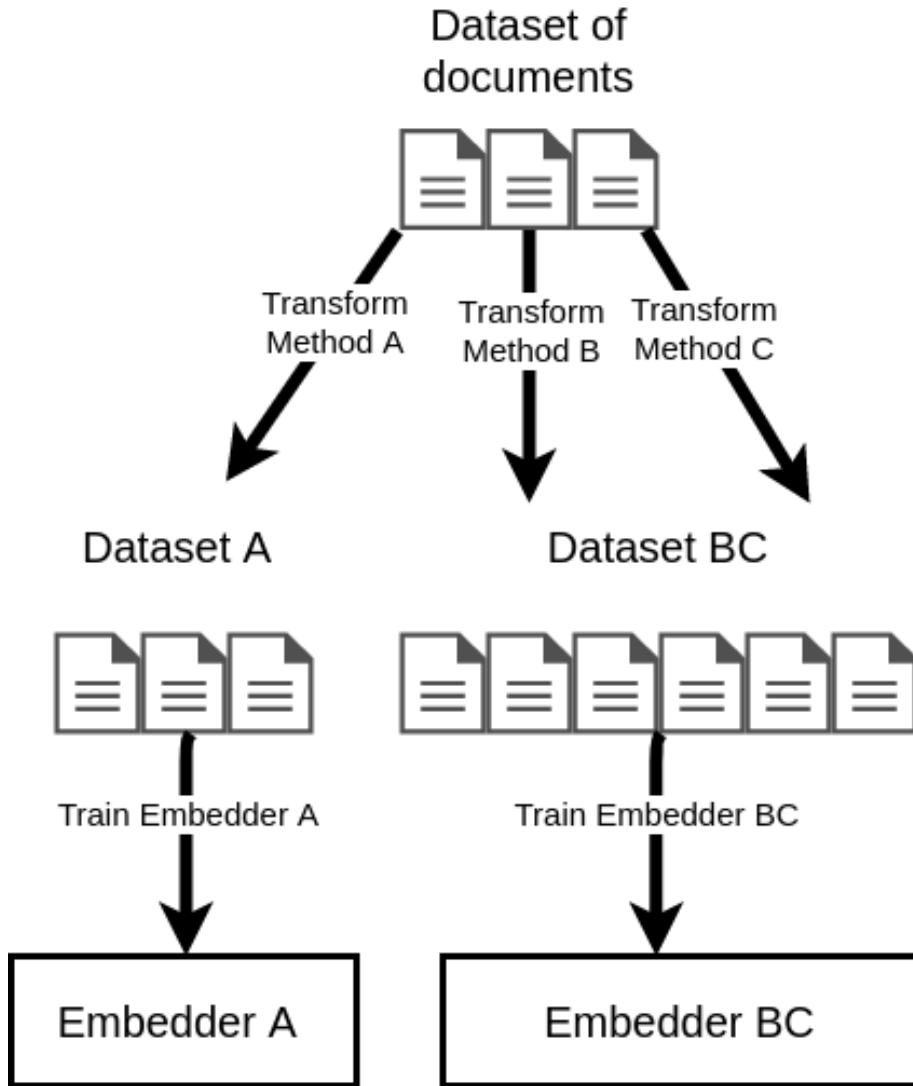 Dataset of
documents
Transform
Method A
Transform
Method B
Transform
Method C
Dataset A
Dataset BC
Train Embedder A
Train Embedder BC
Embedder A
Embedder BC